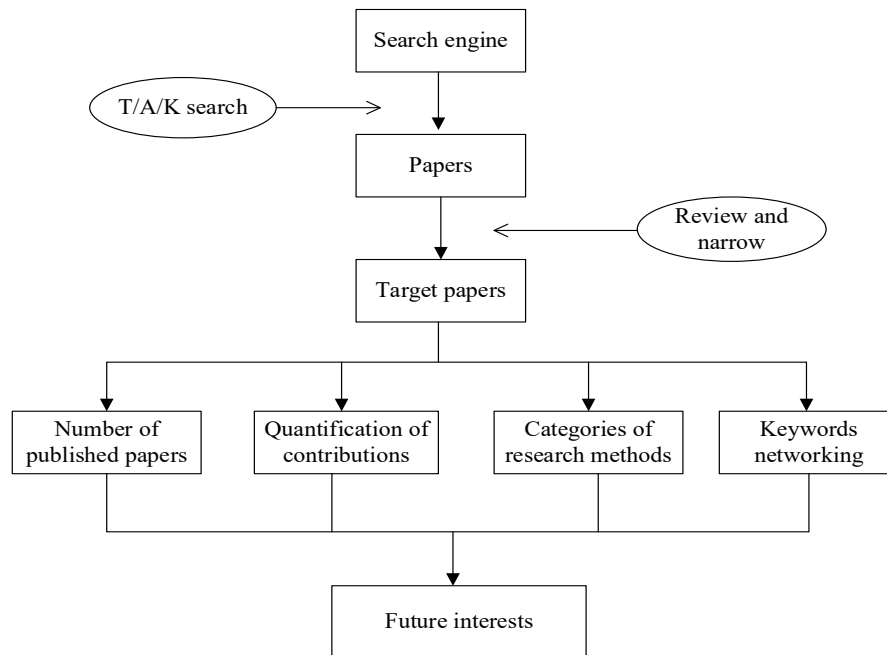 Search engine
T/A/K search
Papers
Review and
narrow
Target papers
Number of
published papers
Quantification of
contributions
Categories of
research methods
Keywords
networking
Future interests